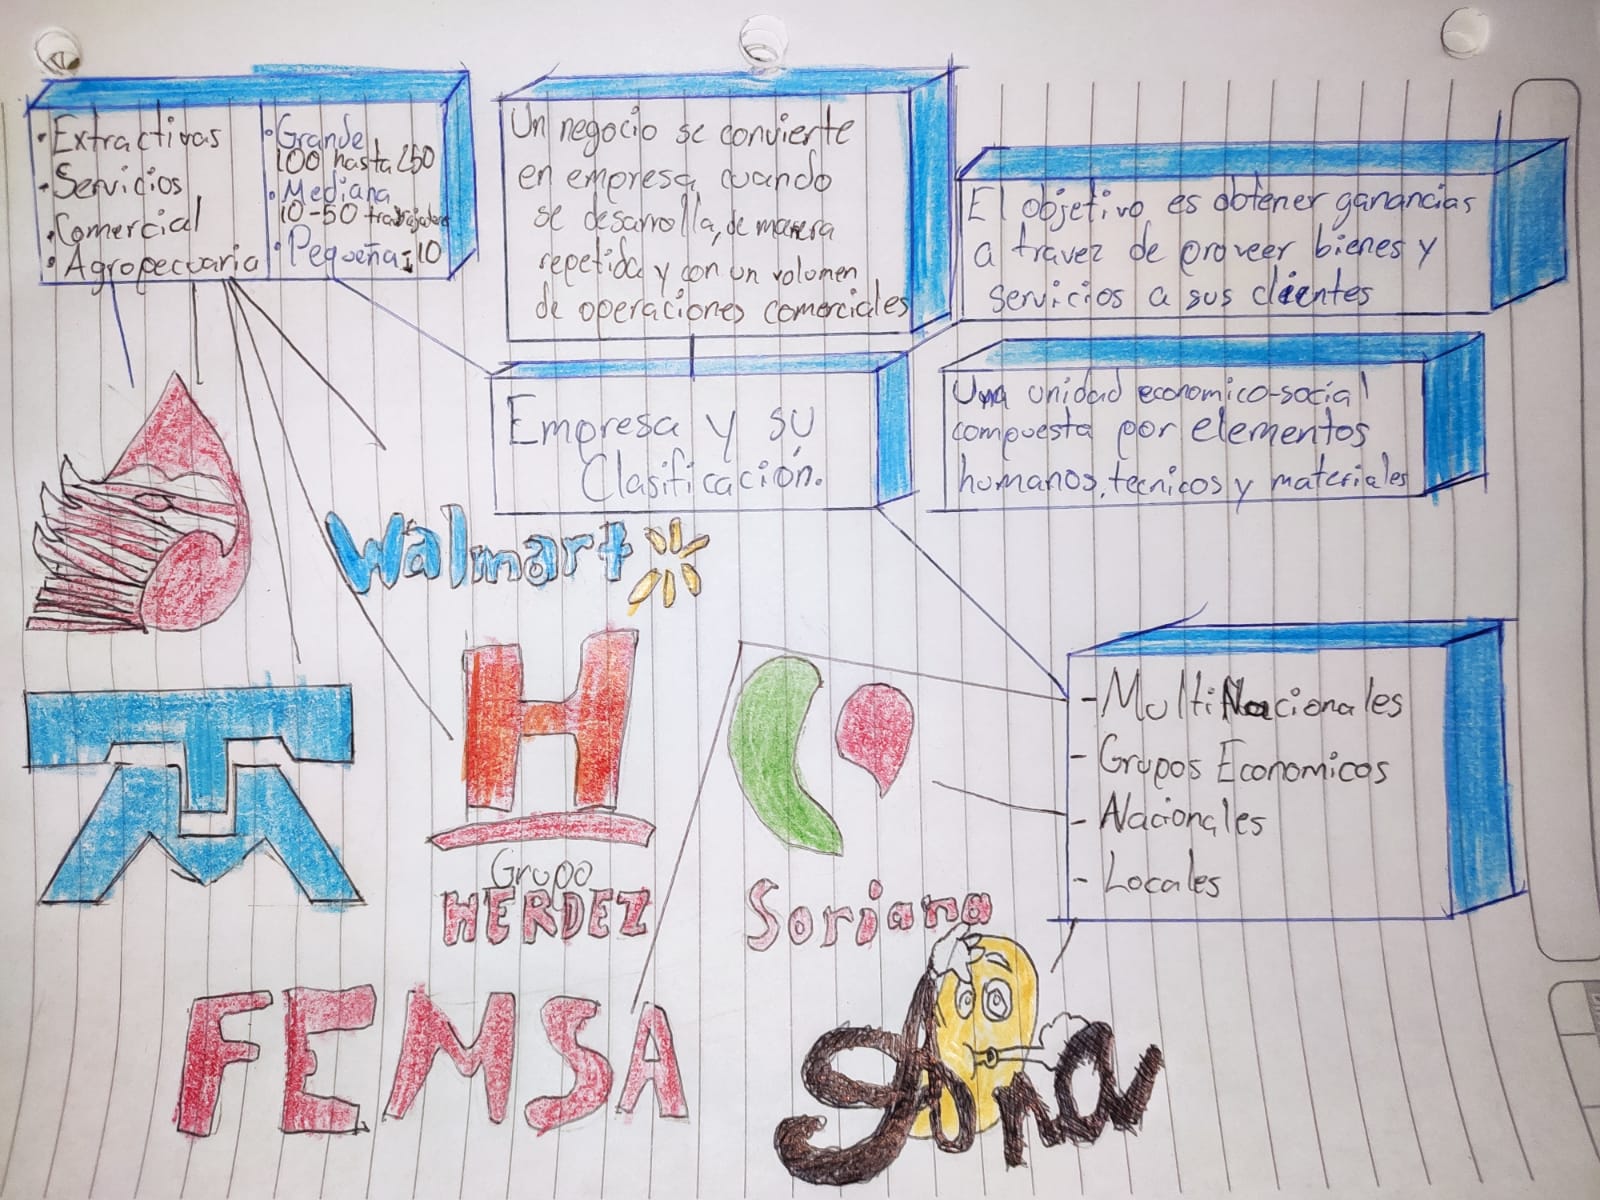 • Extractivas
- Servicios
• Comercial
• Agropecuaria
• Grande
100 hasta 250
• Mediana
10-50 trabajadores
• Pequeña: 10
Un negocio se convierte
en empresa cuando
se desarrolla, de manera
repetida y con un volumen
de operaciones comerciales
El objetivo es obtener ganancias
a travez de proveer bienes y
servicios a sus clientes
Empresa y sú
Clasificación.
Una unidad economico-social
compuesta por elementos
humanos, tecnicos y materiales
Walmart
Grupo
HERDEZ
Soriana
- MultiNacionales
- Grupos Economicos
- Nacionales
- Locales
FEMSA